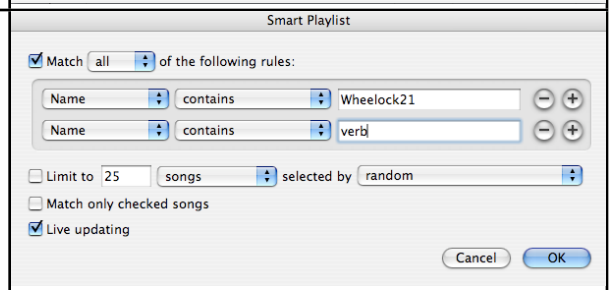 Smart Playlist
Match all of the following rules:
Name contains Wheelock21
Name contains verb
Limit to 25 songs selected by random
Match only checked songs
Live updating
Cancel OK